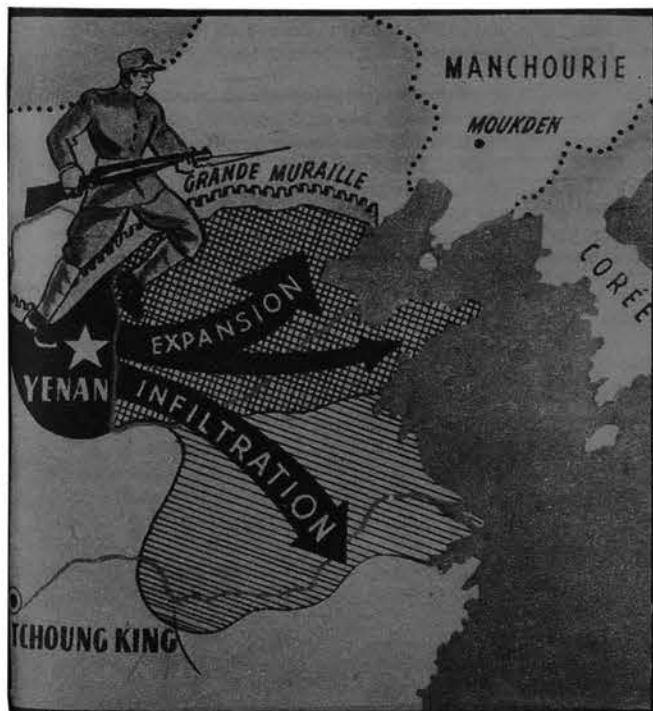 MANCHOURIE
MOUKDEN
GRANDE MURAILLE
CORÉE
EXPANSION
YENAN
INFILTRATION
TCHOUNG KING